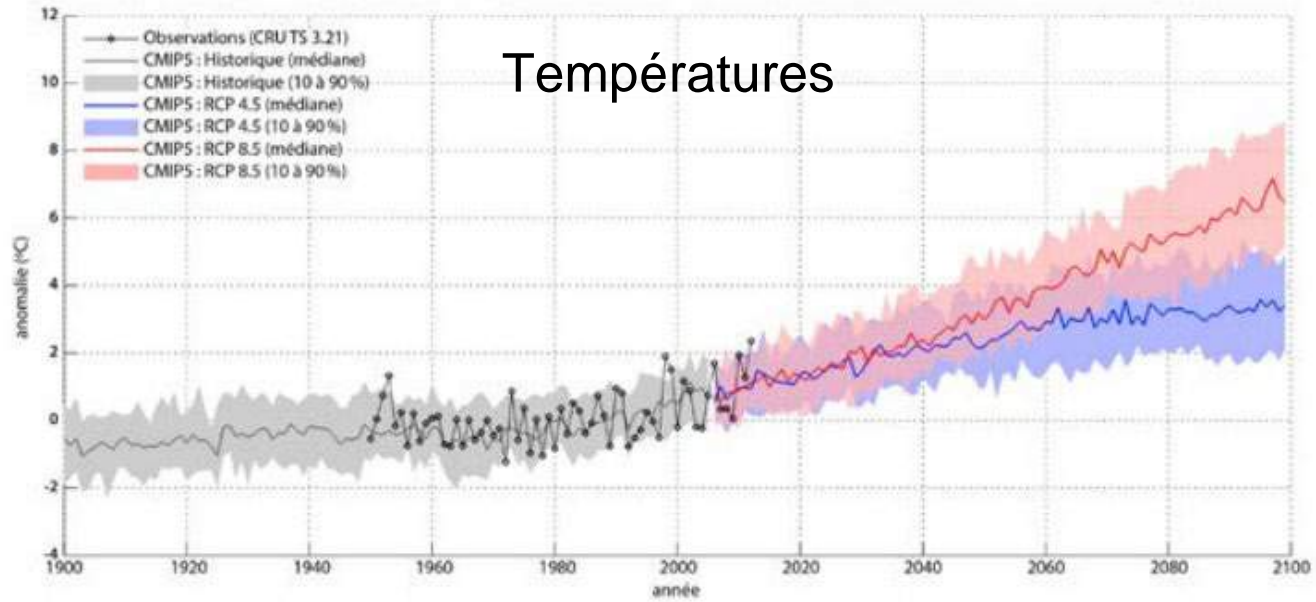 Températures
Observations (CRU TS 3.21)
CMIP5 : Historique (médiane)
CMIP5 : Historique (10 à 90 %)
CMIP5 : RCP 4.5 (médiane)
CMIP5 : RCP 4.5 (10 à 90 %)
CMIP5 : RCP 8.5 (médiane)
CMIP5 : RCP 8.5 (10 à 90 %)
anomalie (ºC)
12
10
8
6
4
2
0
-2
-4
1900 1920 1940 1960 1980 2000 2020 2040 2060 2080 2100
année